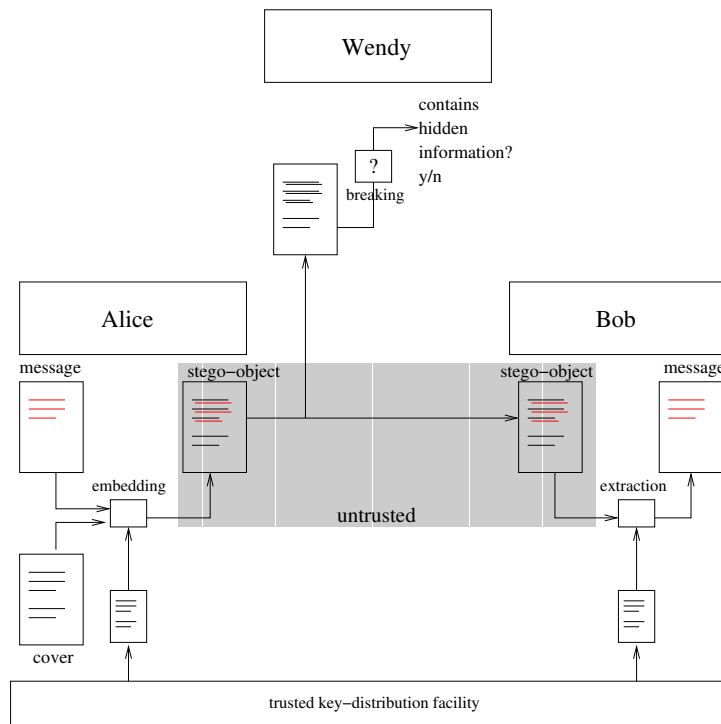 Wendy
contains
hidden
information?
y/n
?
breaking
Alice
Bob
message
stego−object
stego−object
message
embedding
extraction
untrusted
cover
trusted key−distribution facility